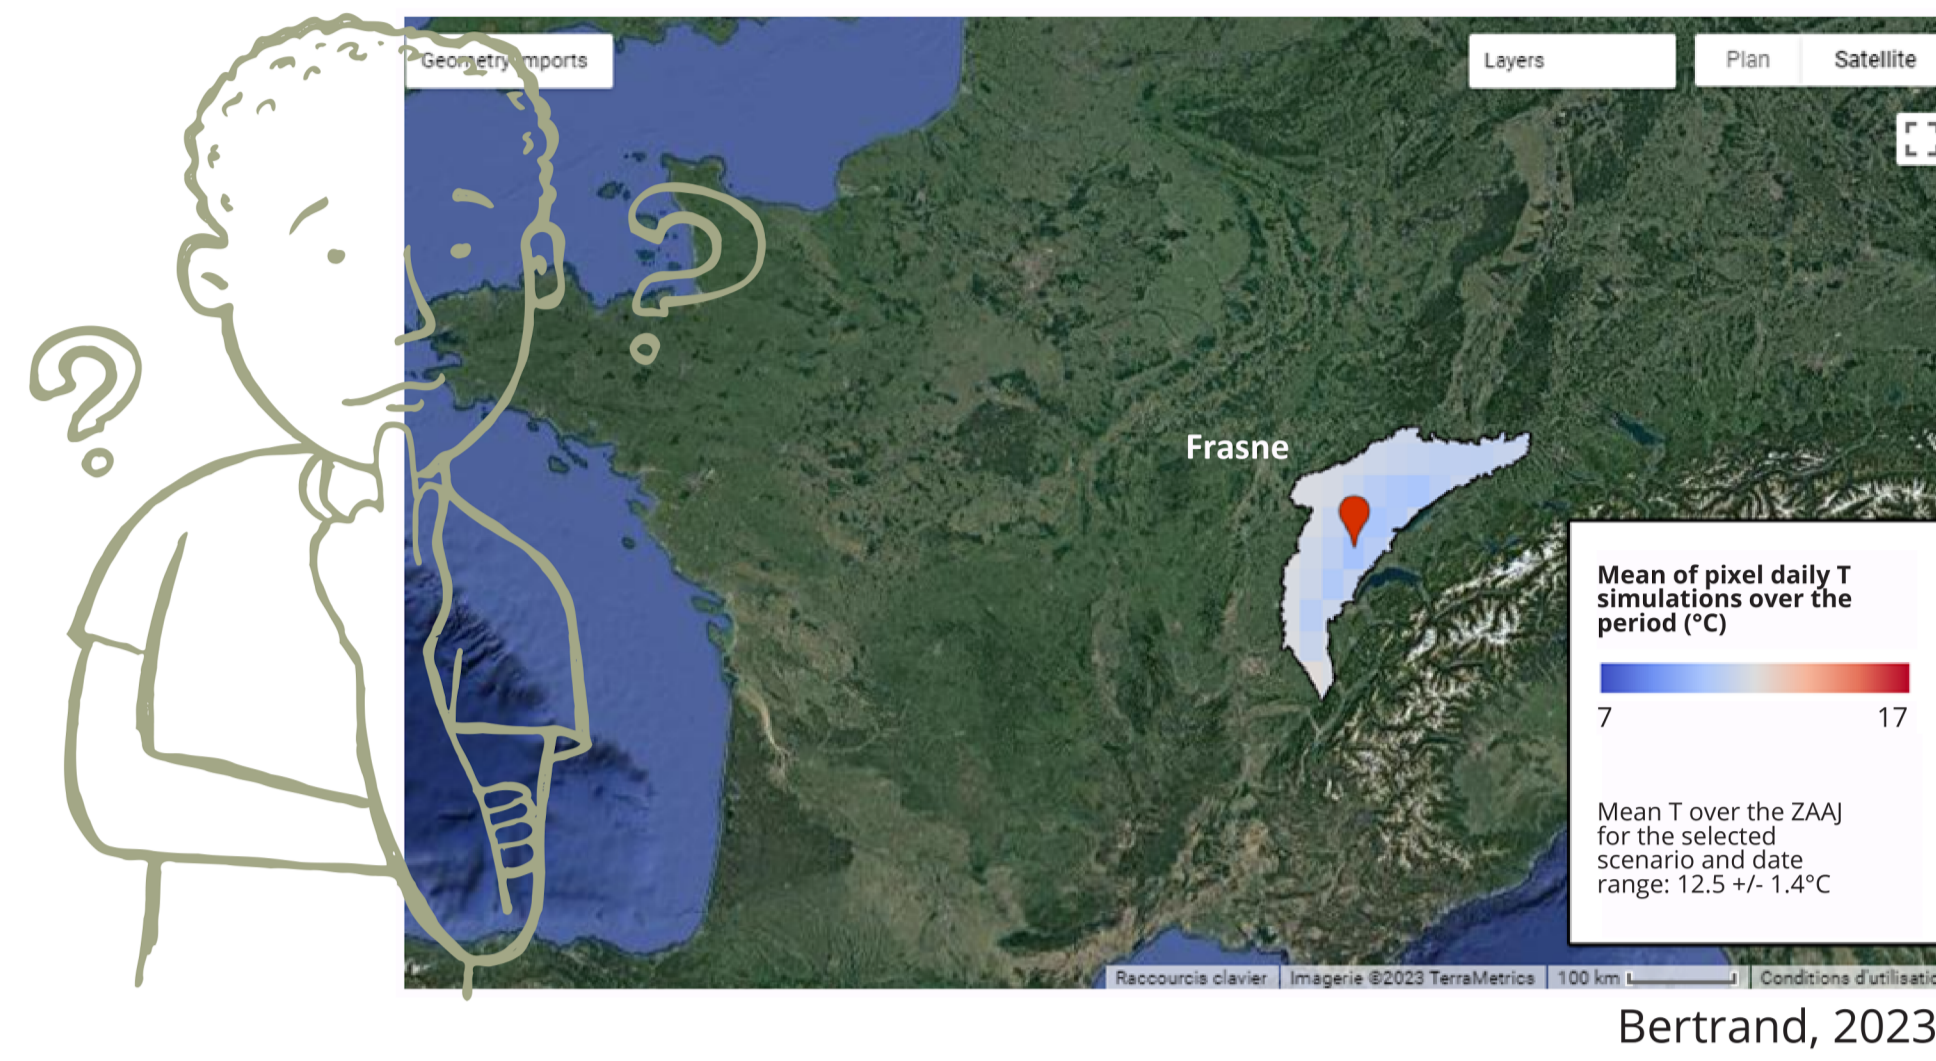 Geometry Imports
Layers
Plan
Satellite
Frasne
Mean of pixel daily T
simulations over the
period (°C)
7
17
Mean T over the ZAAJ
for the selected
scenario and date
range: 12.5 +/- 1.4°C
Raccourcis clavier
Imagerie ©2023 TerraMetrics
100 km
Conditions d'utilisatio
Bertrand, 2023